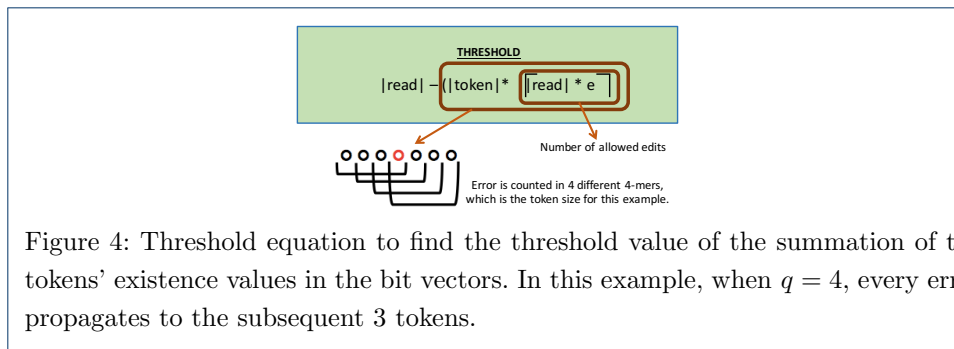 THRESHOLD
|read| – (|token| * ⌈|read| * e⌉
Number of allowed edits
Error is counted in 4 different 4-mers,
which is the token size for this example.
Figure 4: Threshold equation to find the threshold value of the summation of
tokens’ existence values in the bit vectors. In this example, when q = 4, every
propagates to the subsequent 3 tokens.